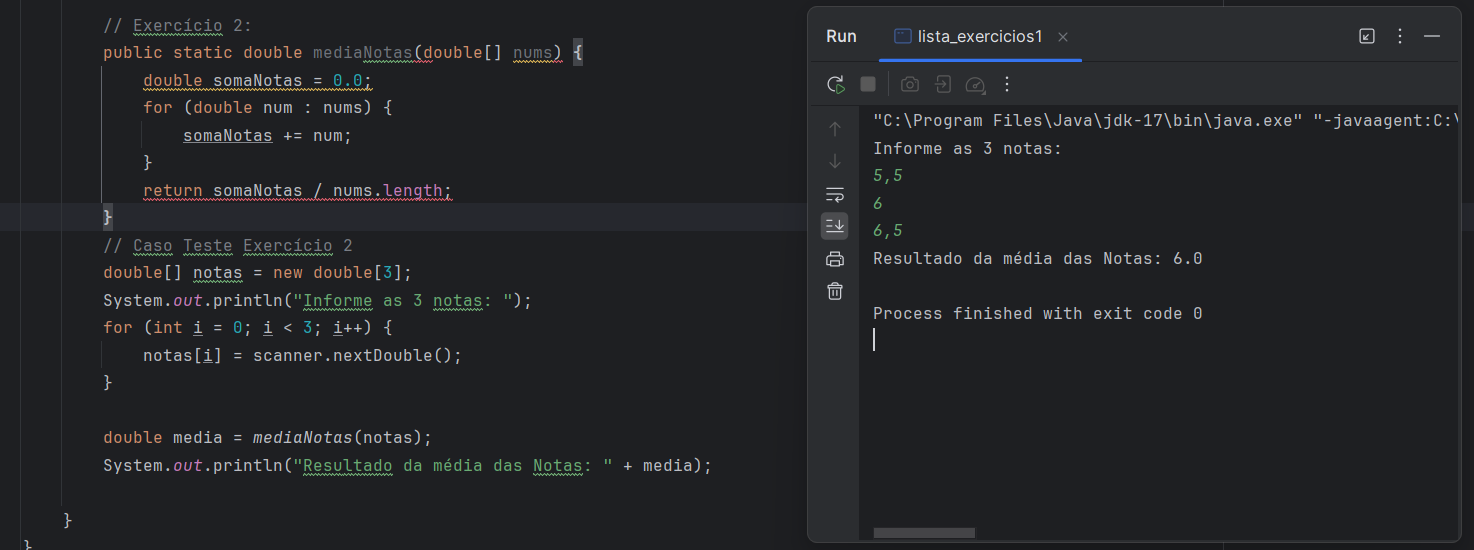 // Exercício 2:
public static double mediaNotas(double[] nums) {
double somaNotas = 0.0;
for (double num : nums) {
somaNotas += num;
}
return somaNotas / nums.length;
}
// Caso Teste Exercício 2
double[] notas = new double[3];
System.out.println("Informe as 3 notas: ");
for (int i = 0; i < 3; i++) {
notas[i] = scanner.nextDouble();
}
double media = mediaNotas(notas);
System.out.println("Resultado da média das Notas: " + media);
}
}
Run lista_exercicios1
"C:\Program Files\Java\jdk-17\bin\java.exe" "-javaagent:C:\
Informe as 3 notas:
5,5
6
6,5
Resultado da média das Notas: 6.0
Process finished with exit code 0